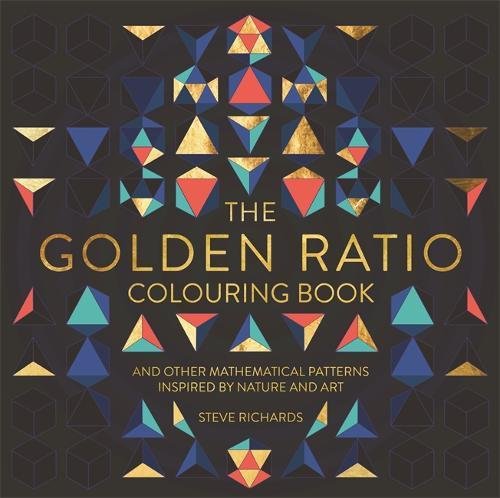 THE
GOLDEN RATIO
COLOURING BOOK
AND OTHER MATHEMATICAL PATTERNS
INSPIRED BY NATURE AND ART
STEVE RICHARDS